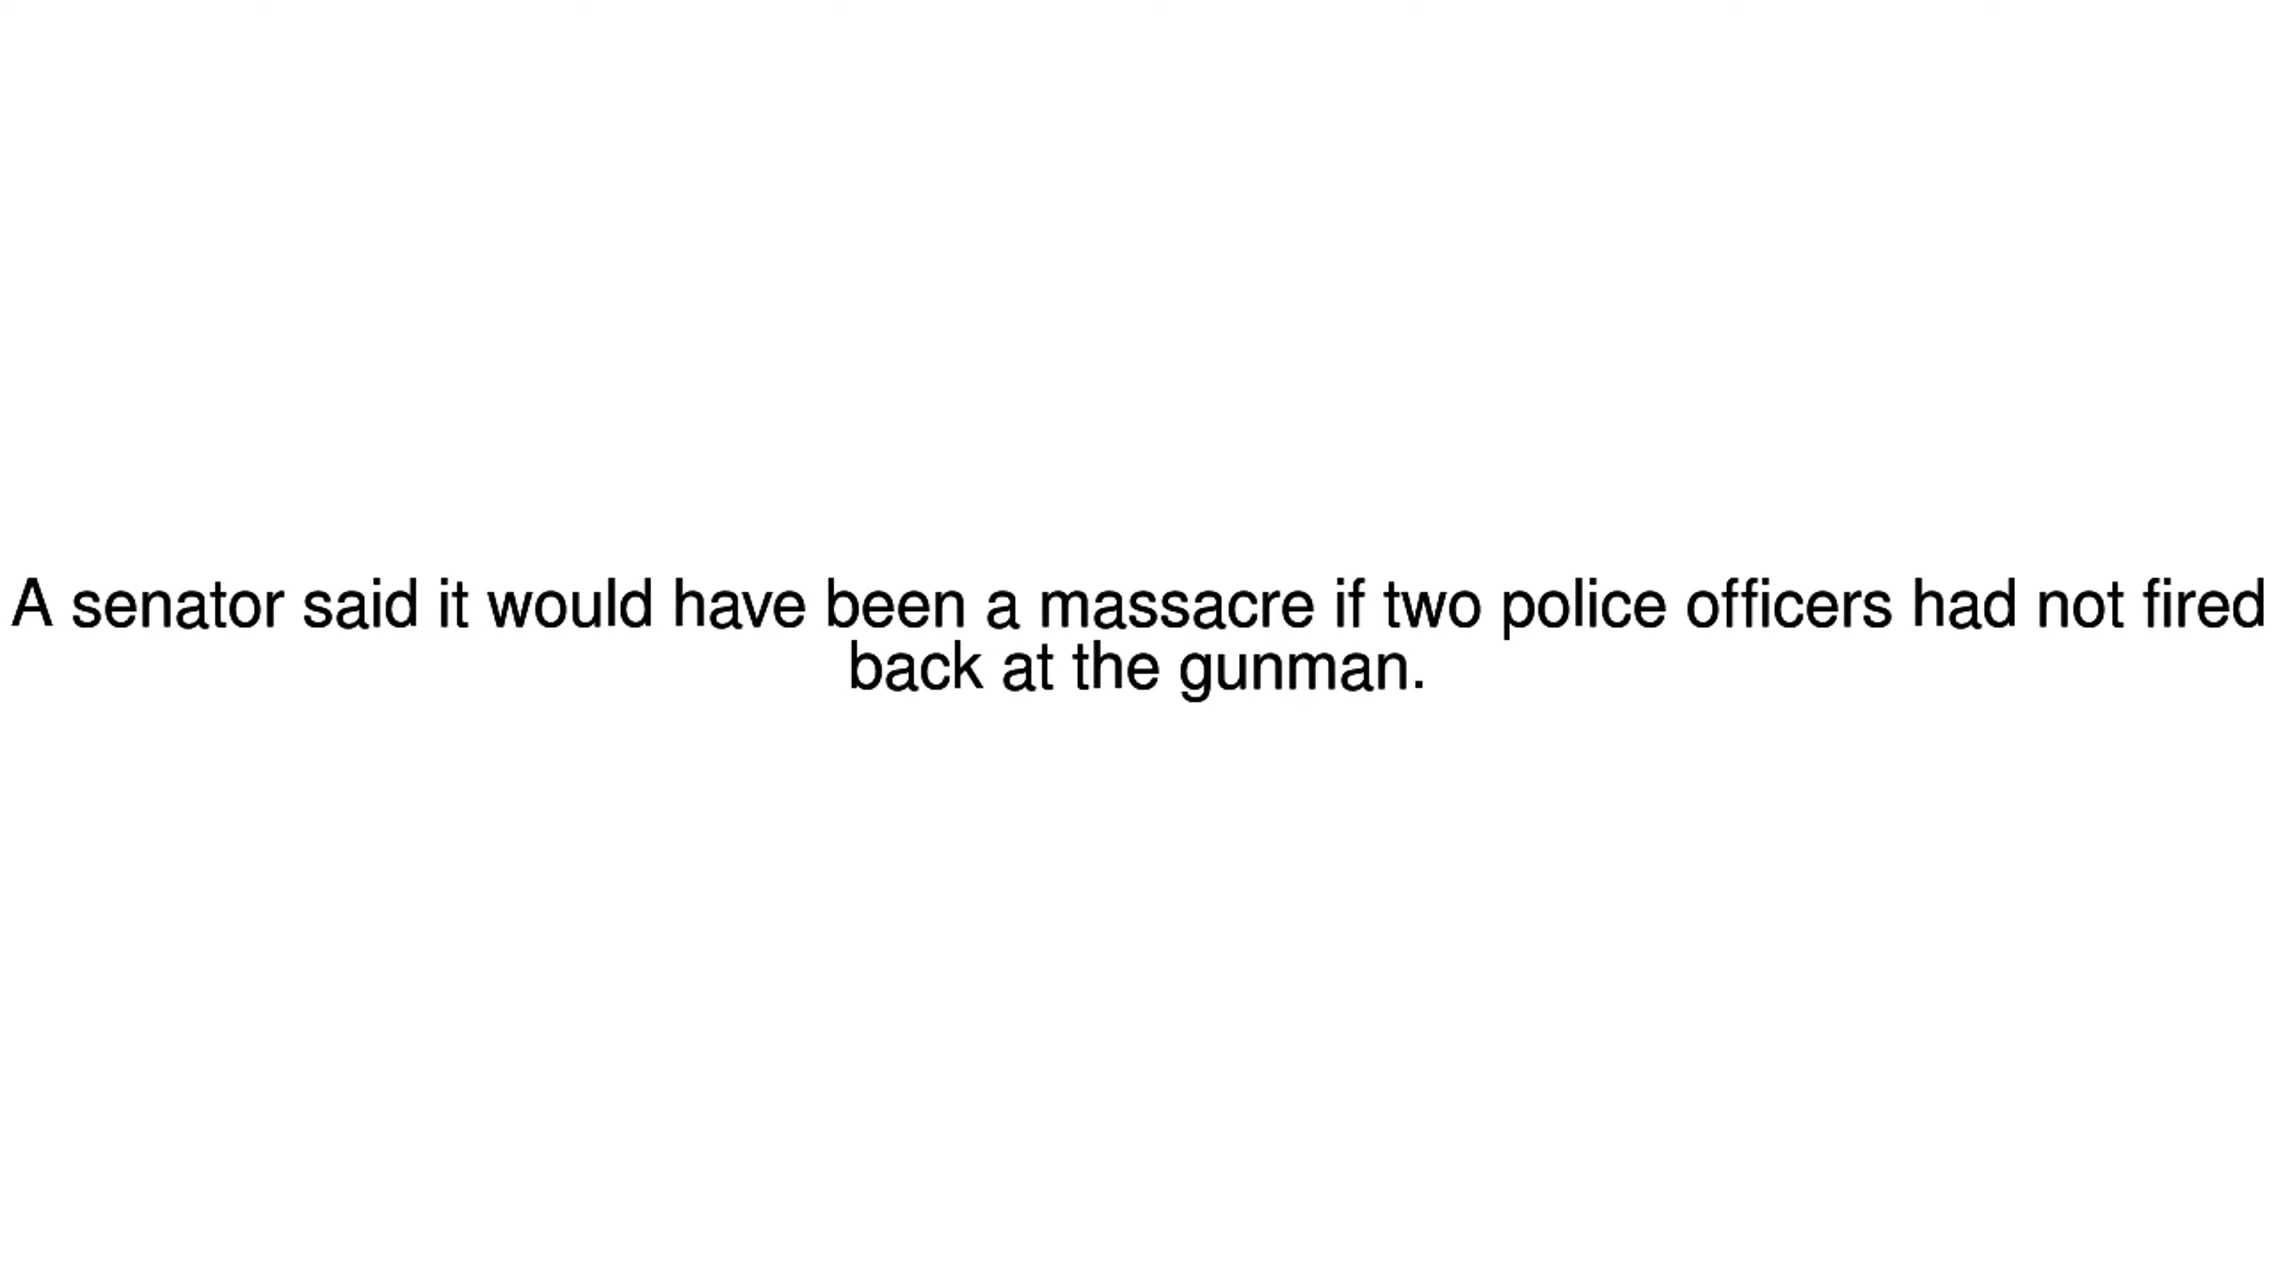 A senator said it would have been a massacre if two police officers had not fired
back at the gunman.